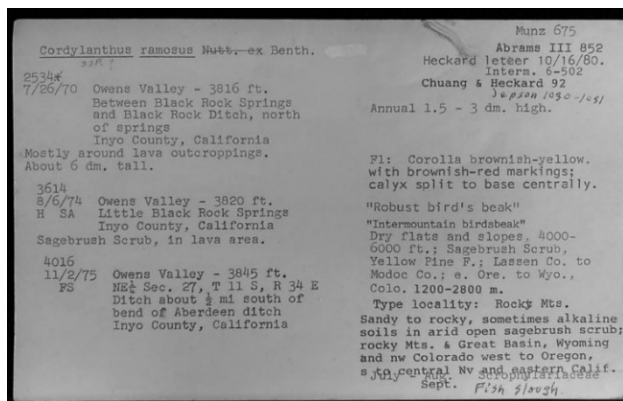 Munz 675
Cordylanthus ramosus Nutt. ex Benth.
Abrams III 852
Heckard leteer 10/16/80.
Interm. 6-502
Chuang & Heckard 92
Jepson 1030-1031
2534*
7/26/70 Owens Valley - 3816 ft.
Between Black Rock Springs
and Black Rock Ditch, north
of springs
Inyo County, California
Mostly around lava outcroppings.
About 6 dm. tall.
3614
8/6/74 Owens Valley - 3820 ft.
H SA Little Black Rock Springs
Inyo County, California
Sagebrush Scrub, in lava area.
4016
11/2/75 Owens Valley - 3845 ft.
FS NE¼ Sec. 27, T 11 S, R 34 E
Ditch about ½ mi south of
bend of Aberdeen ditch
Inyo County, California
Annual 1.5 - 3 dm. high.
Fl: Corolla brownish-yellow.
with brownish-red markings;
calyx split to base centrally.
"Robust bird's beak"
"Intermountain birdsbeak"
Dry flats and slopes, 4000-
6000 ft.; Sagebrush Scrub,
Yellow Pine F.; Lassen Co. to
Modoc Co.; e. Ore. to Wyo.,
Colo. 1200-2800 m.
Type locality: Rocky Mts.
Sandy to rocky, sometimes alkaline
soils in arid open sagebrush scrub;
rocky Mts. & Great Basin, Wyoming
and nw Colorado west to Oregon,
s to central Nv and eastern Calif.
July - Aug. Scrophulariaceae
Sept. Fish Slough